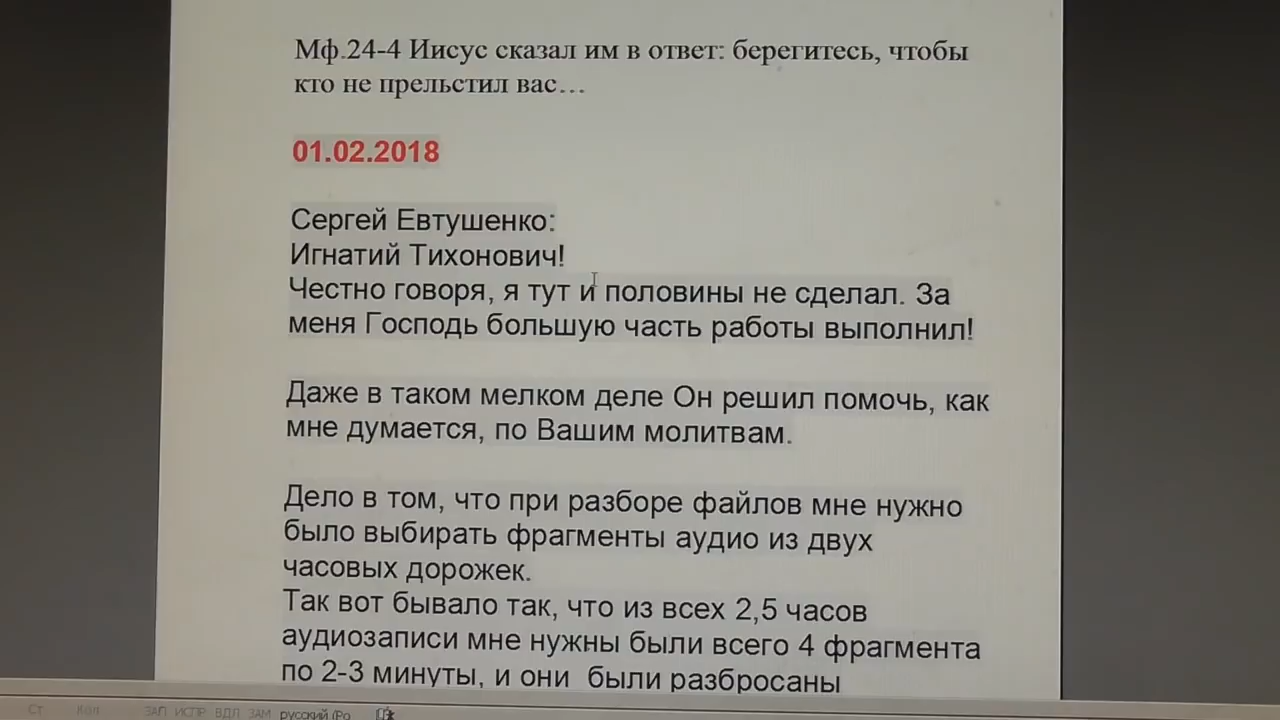 Мф.24-4 Иисус сказал им в ответ: берегитесь, чтобы
кто не прельстил вас…
01.02.2018
Сергей Евтушенко:
Игнатий Тихонович!
Честно говоря, я тут и половины не сделал. За
меня Господь большую часть работы выполнил!
Даже в таком мелком деле Он решил помочь, как
мне думается, по Вашим молитвам.
Дело в том, что при разборе файлов мне нужно
было выбирать фрагменты аудио из двух
часовых дорожек.
Так вот бывало так, что из всех 2,5 часов
аудиозаписи мне нужны были всего 4 фрагмента
по 2-3 минуты, и они были разбросаны
Ст Кол ЗАП ИСПР ВДЛ ЗАМ русский (Ро